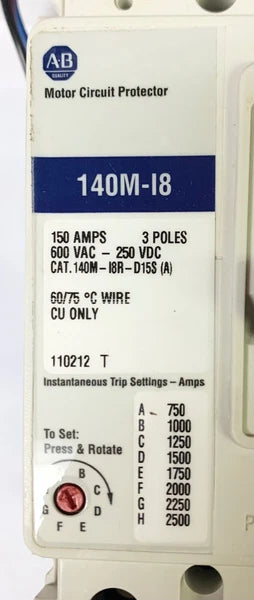 A-B
QUALITY
Motor Circuit Protector
140M-I8
150 AMPS 3 POLES
600 VAC - 250 VDC
CAT. 140M-I8R-D15S (A)
60/75 °C WIRE
CU ONLY
110212 T
Instantaneous Trip Settings – Amps
To Set:
Press & Rotate
B
C
D
E
F
G
A 750
B 1000
C 1250
D 1500
E 1750
F 2000
G 2250
H 2500